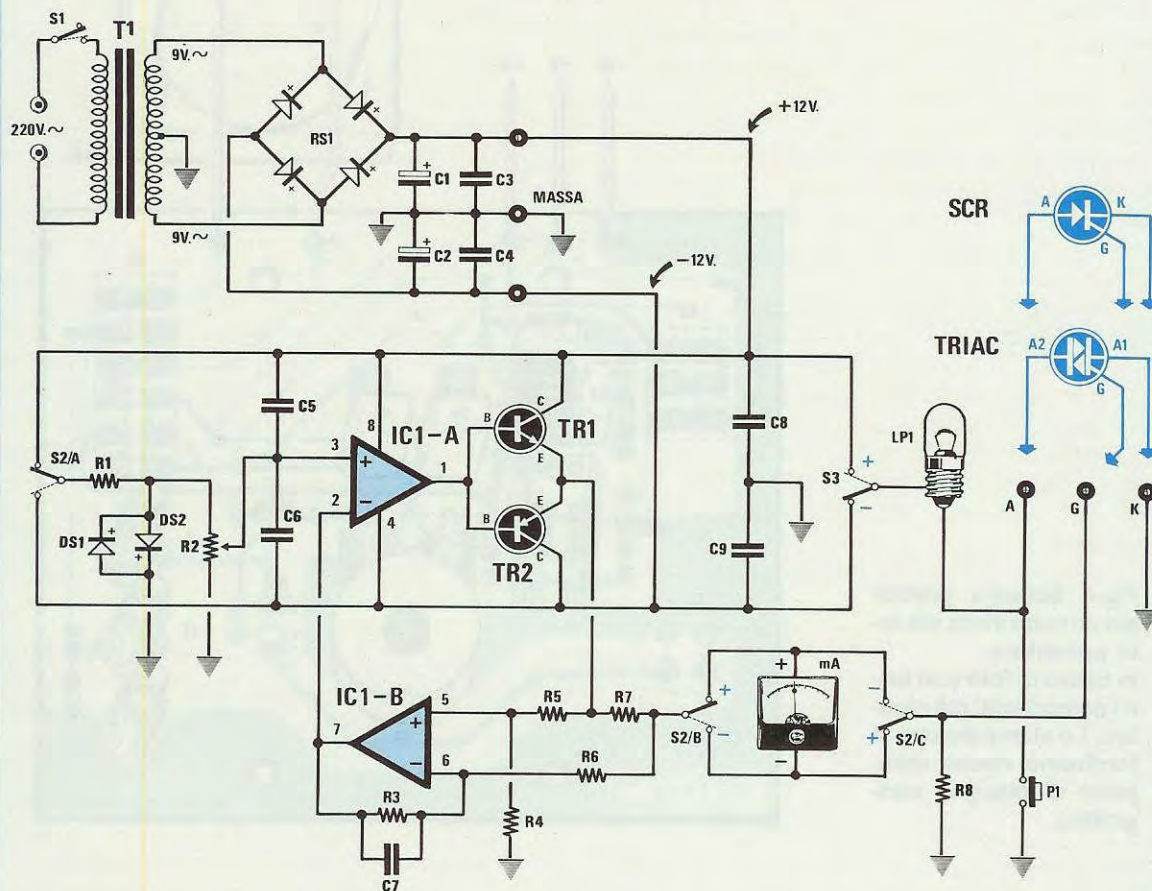 S1
T1
9V.~
220V.~
RS1
9V.~
+
C1
C3
MASSA
+
C2
C4
+12V.
-12V.
SCR
A
K
G
TRIAC
A2
A1
G
LP1
A
G
K
S2/A
R1
DS1
+
DS2
+
R2
C5
C6
3
+
2
-
8
4
IC1-A
1
B
C
E
TR1
B
E
C
TR2
C8
C9
S3
+
-
IC1-B
7
5
+
6
-
R5
R7
R6
R3
C7
R4
+
-
S2/B
+
mA
-
-
+
S2/C
R8
P1